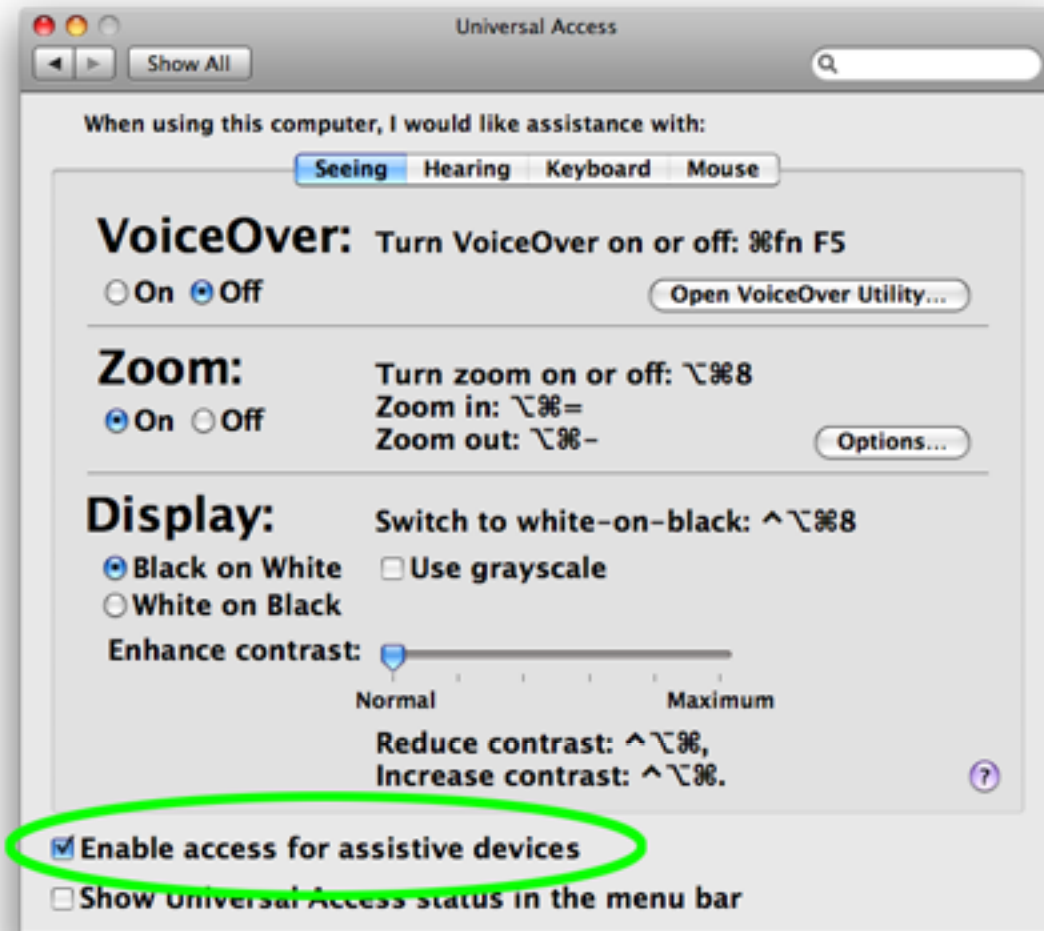 Universal Access
Show All
When using this computer, I would like assistance with:
Seeing Hearing Keyboard Mouse
VoiceOver: Turn VoiceOver on or off: ⌘fn F5
On Off Open VoiceOver Utility...
Zoom: Turn zoom on or off: ⌥⌘8
On Off Zoom in: ⌥⌘=
Zoom out: ⌥⌘- Options...
Display: Switch to white-on-black: ^⌥⌘8
Black on White Use grayscale
White on Black
Enhance contrast:
Normal Maximum
Reduce contrast: ^⌥⌘,
Increase contrast: ^⌥⌘. ?
Enable access for assistive devices
Show Universal Access status in the menu bar